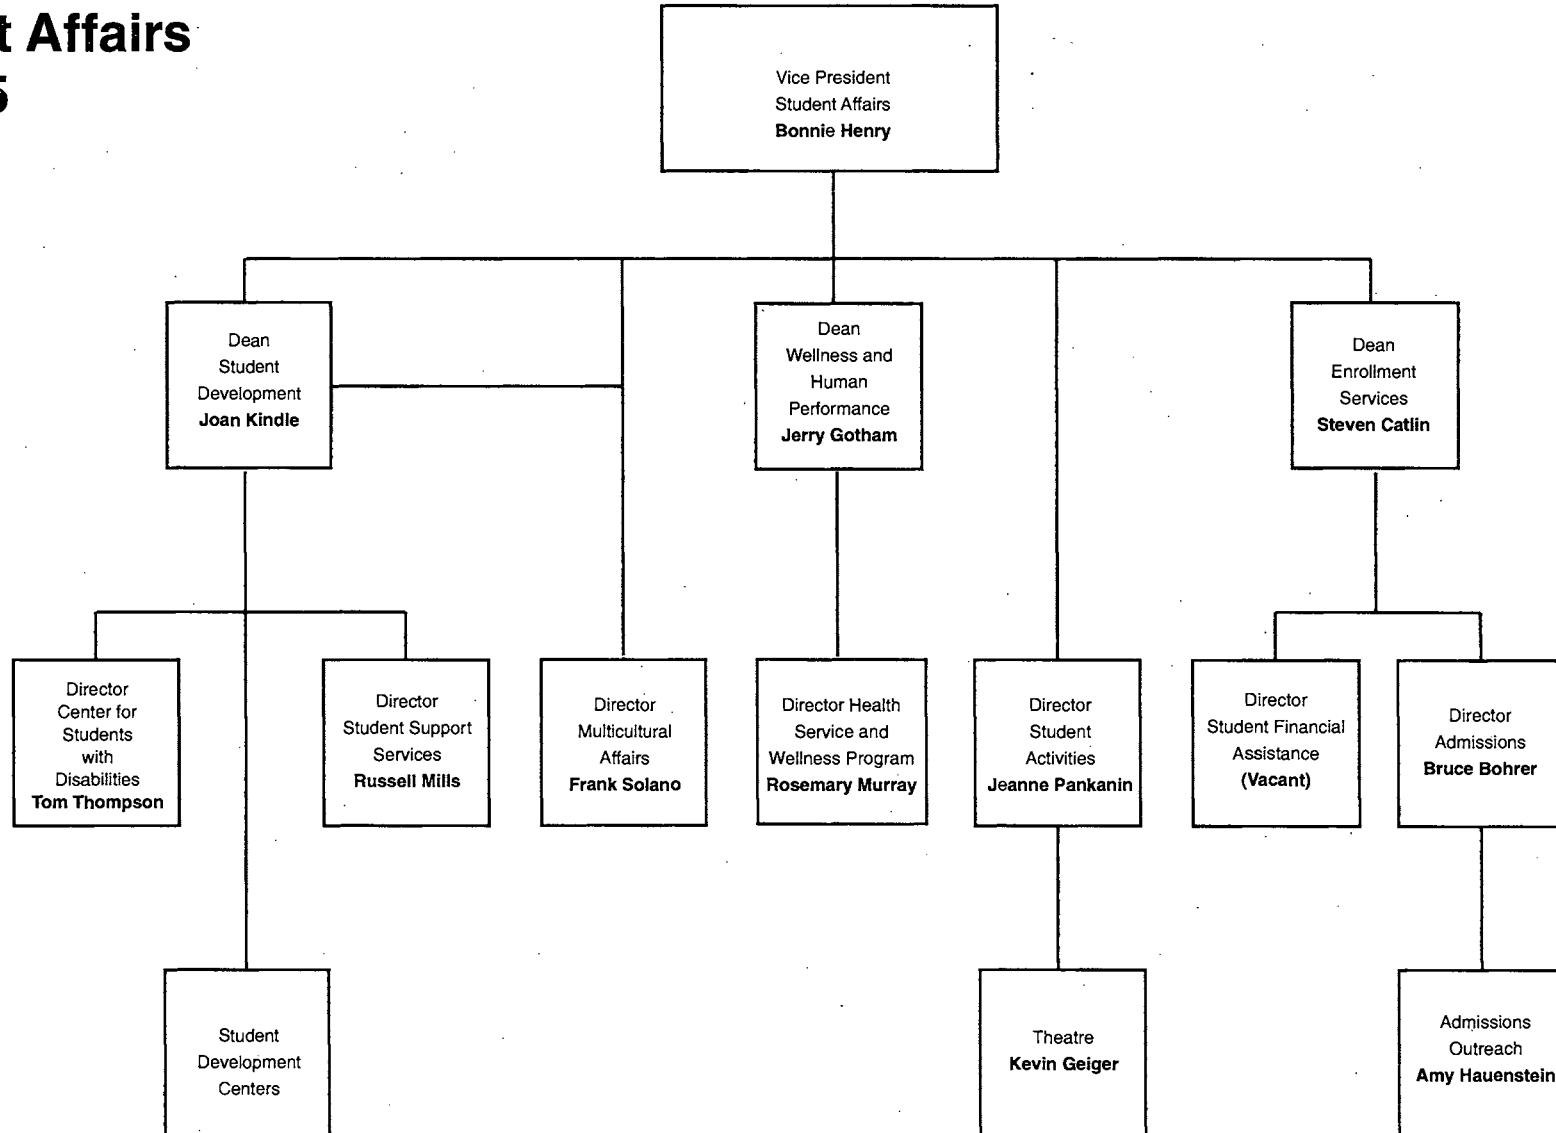 t Affairs
5
Vice President
Student Affairs
Bonnie Henry
Dean
Student
Development
Joan Kindle
Dean
Wellness and
Human
Performance
Jerry Gotham
Dean
Enrollment
Services
Steven Catlin
Director
Center for
Students
with
Disabilities
Tom Thompson
Director
Student Support
Services
Russell Mills
Director
Multicultural
Affairs
Frank Solano
Director Health
Service and
Wellness Program
Rosemary Murray
Director
Student
Activities
Jeanne Pankanin
Director
Student Financial
Assistance
(Vacant)
Director
Admissions
Bruce Bohrer
Student
Development
Centers
Theatre
Kevin Geiger
Admissions
Outreach
Amy Hauenstein